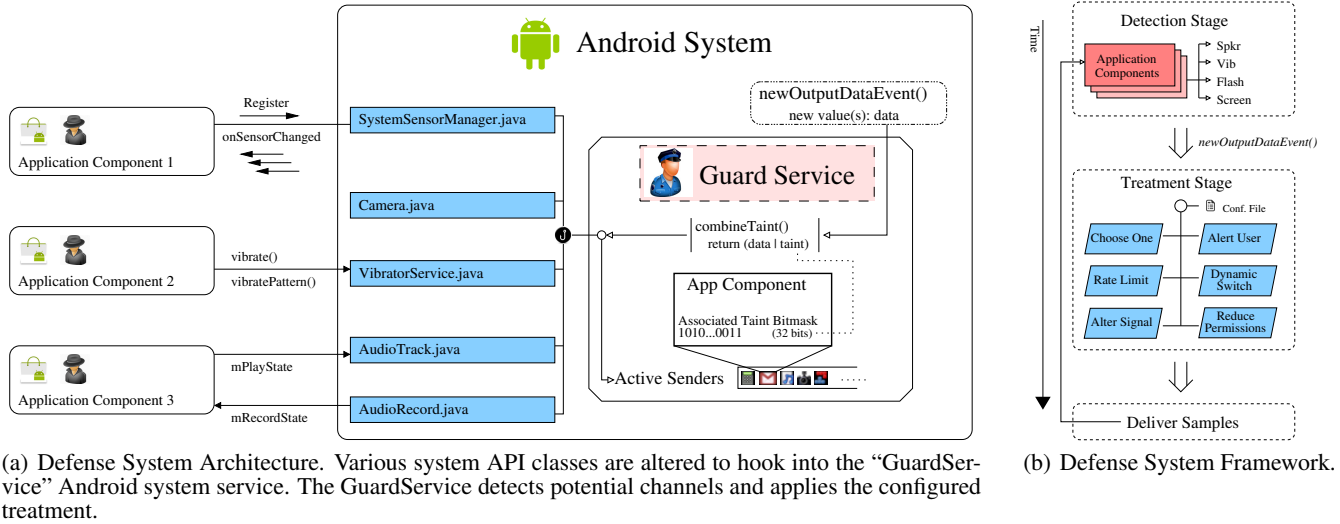 Android System
Register
onSensorChanged
Application Component 1
SystemSensorManager.java
newOutputDataEvent()
new value(s): data
Guard Service
Camera.java
J
combineTaint()
return (data | taint)
Application Component 2
vibrate()
vibratePattern()
VibratorService.java
App Component
Associated Taint Bitmask
1010...0011 (32 bits)
Application Component 3
mPlayState
AudioTrack.java
mRecordState
AudioRecord.java
Active Senders
(a) Defense System Architecture. Various system API classes are altered to hook into the “GuardSer-
vice” Android system service. The GuardService detects potential channels and applies the configured
treatment.
Time
Detection Stage
Application
Components
Spkr
Vib
Flash
Screen
newOutputDataEvent()
Treatment Stage
Conf. File
Choose One
Alert User
Rate Limit
Dynamic
Switch
Alter Signal
Reduce
Permissions
Deliver Samples
(b) Defense System Framework.